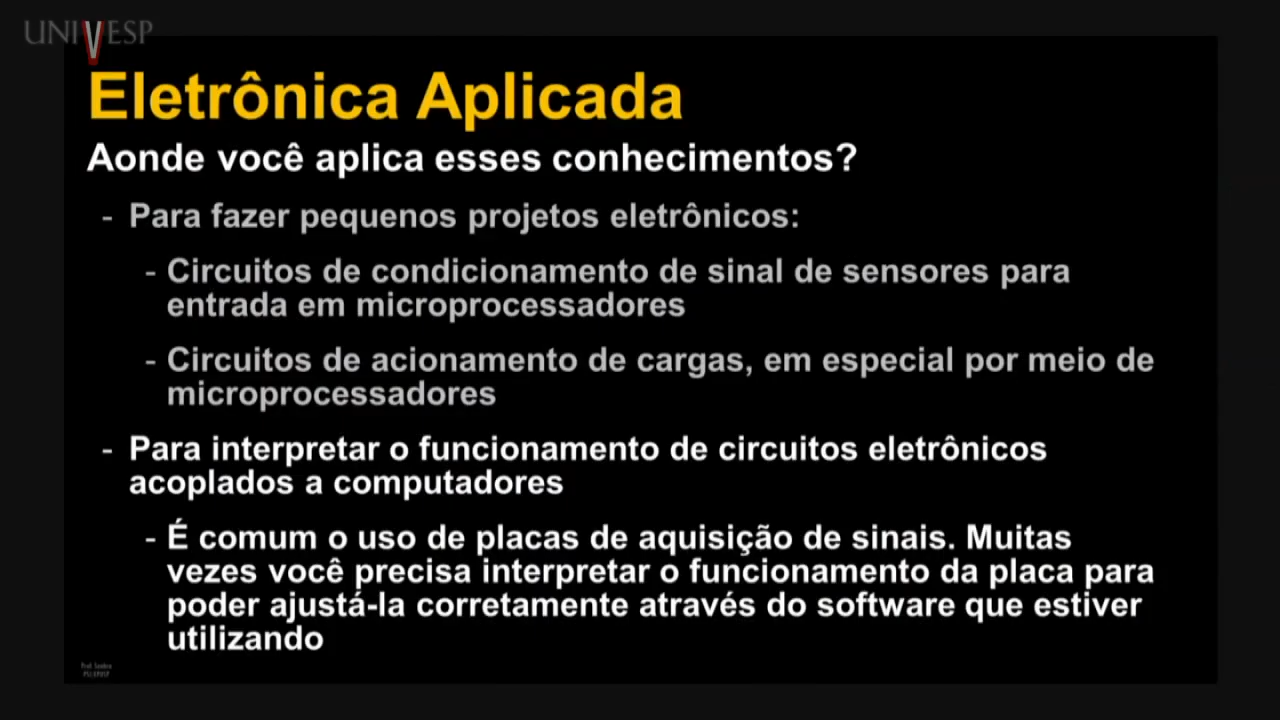 UNIVESP
Eletrônica Aplicada
Aonde você aplica esses conhecimentos?
- Para fazer pequenos projetos eletrônicos:
- Circuitos de condicionamento de sinal de sensores para
entrada em microprocessadores
- Circuitos de acionamento de cargas, em especial por meio de
microprocessadores
- Para interpretar o funcionamento de circuitos eletrônicos
acoplados a computadores
- É comum o uso de placas de aquisição de sinais. Muitas
vezes você precisa interpretar o funcionamento da placa para
poder ajustá-la corretamente através do software que estiver
utilizando
Prof.